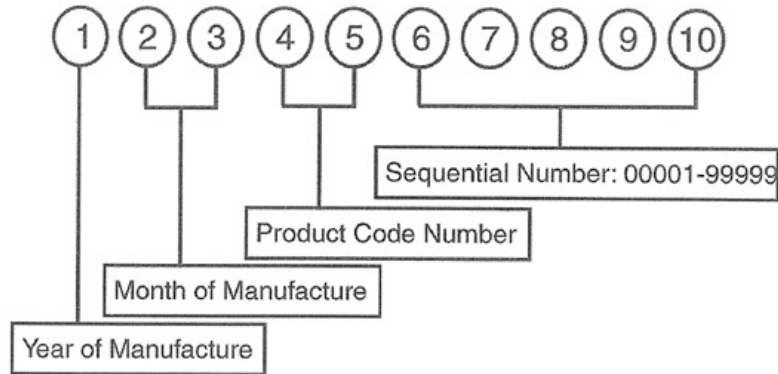 1 2 3 4 5 6 7 8 9 10
Sequential Number: 00001-99999
Product Code Number
Month of Manufacture
Year of Manufacture